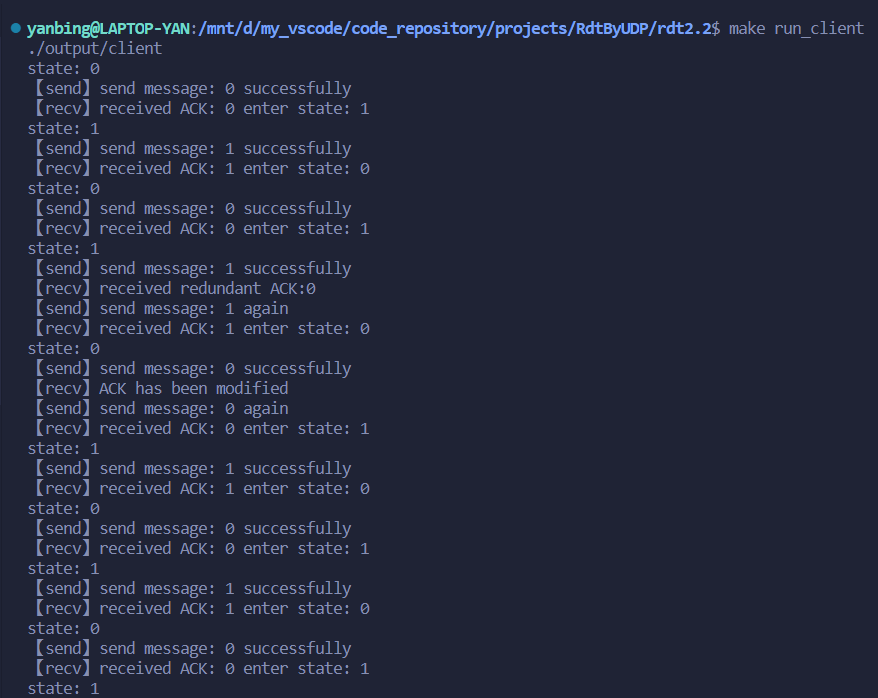 yanbing@LAPTOP-YAN:/mnt/d/my_vscode/code_repository/projects/RdtByUDP/rdt2.2$ make run_client
./output/client
state: 0
【send】send message: 0 successfully
【recv】received ACK: 0 enter state: 1
state: 1
【send】send message: 1 successfully
【recv】received ACK: 1 enter state: 0
state: 0
【send】send message: 0 successfully
【recv】received ACK: 0 enter state: 1
state: 1
【send】send message: 1 successfully
【recv】received redundant ACK:0
【send】send message: 1 again
【recv】received ACK: 1 enter state: 0
state: 0
【send】send message: 0 successfully
【recv】ACK has been modified
【send】send message: 0 again
【recv】received ACK: 0 enter state: 1
state: 1
【send】send message: 1 successfully
【recv】received ACK: 1 enter state: 0
state: 0
【send】send message: 0 successfully
【recv】received ACK: 0 enter state: 1
state: 1
【send】send message: 1 successfully
【recv】received ACK: 1 enter state: 0
state: 0
【send】send message: 0 successfully
【recv】received ACK: 0 enter state: 1
state: 1